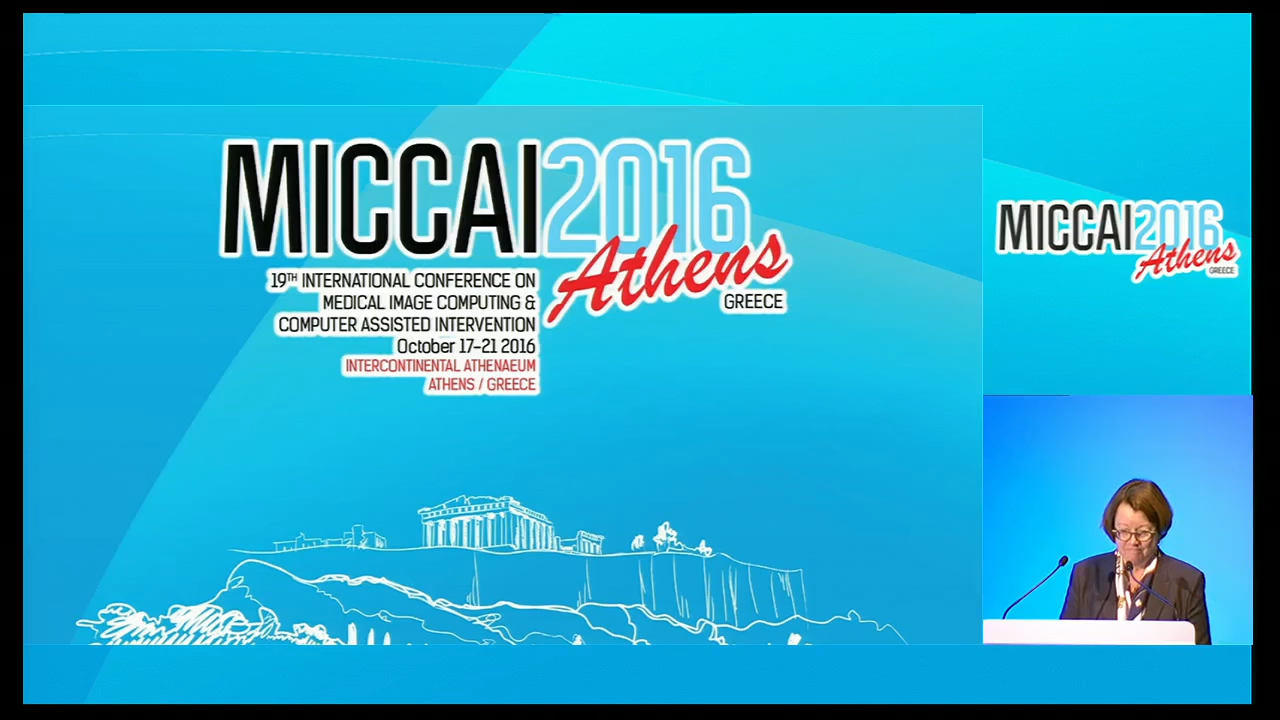 MICCAI2016
Athens
GREECE
19TH INTERNATIONAL CONFERENCE ON
MEDICAL IMAGE COMPUTING &
COMPUTER ASSISTED INTERVENTION
October 17-21 2016
INTERCONTINENTAL ATHENAEUM
ATHENS / GREECE
MICCAI2016
Athens
GREECE